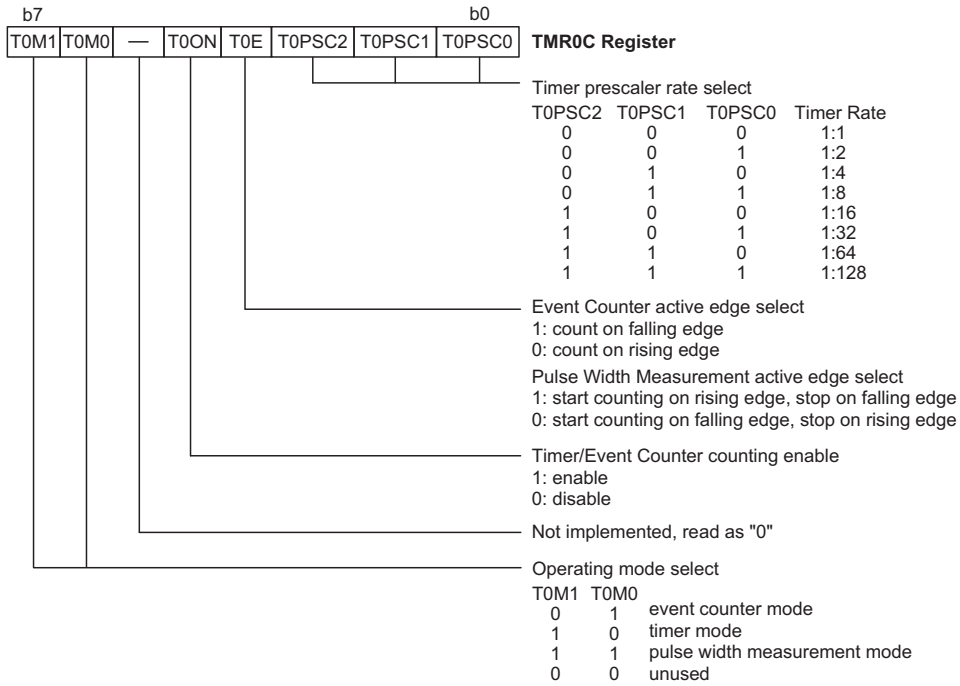 b7 b0
T0M1 T0M0 — T0ON T0E T0PSC2 T0PSC1 T0PSC0 TMR0C Register
Timer prescaler rate select
T0PSC2 T0PSC1 T0PSC0 Timer Rate
0 0 0 1:1
0 0 1 1:2
0 1 0 1:4
0 1 1 1:8
1 0 0 1:16
1 0 1 1:32
1 1 0 1:64
1 1 1 1:128
Event Counter active edge select
1: count on falling edge
0: count on rising edge
Pulse Width Measurement active edge select
1: start counting on rising edge, stop on falling edge
0: start counting on falling edge, stop on rising edge
Timer/Event Counter counting enable
1: enable
0: disable
Not implemented, read as "0"
Operating mode select
T0M1 T0M0
0 1 event counter mode
1 0 timer mode
1 1 pulse width measurement mode
0 0 unused